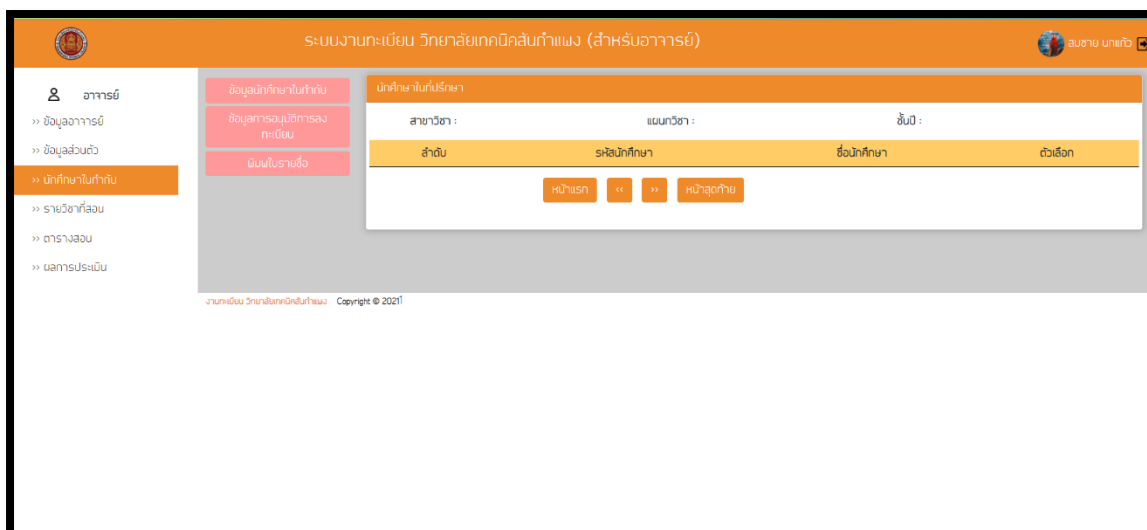 ระบบงานทะเบียน วิทยาลัยเทคนิคสันกำแพง (สำหรับอาจารย์)
สมชาย นกแก้ว
อาจารย์
>> ข้อมูลอาจารย์
>> ข้อมูลส่วนตัว
>> นักศึกษาในกำกับ
>> รายวิชาที่สอน
>> ตารางสอน
>> ผลการประเมิน
ข้อมูลนักศึกษาในกำกับ
ข้อมูลการอนุมัติการลง
ทะเบียน
พิมพ์ใบรายชื่อ
นักศึกษาในที่ปรึกษา
สาขาวิชา : แผนกวิชา : ชั้นปี :
ลำดับ รหัสนักศึกษา ชื่อนักศึกษา ตัวเลือก
หน้าแรก << >> หน้าสุดท้าย
งานทะเบียน วิทยาลัยเทคนิคสันกำแพง Copyright © 2021